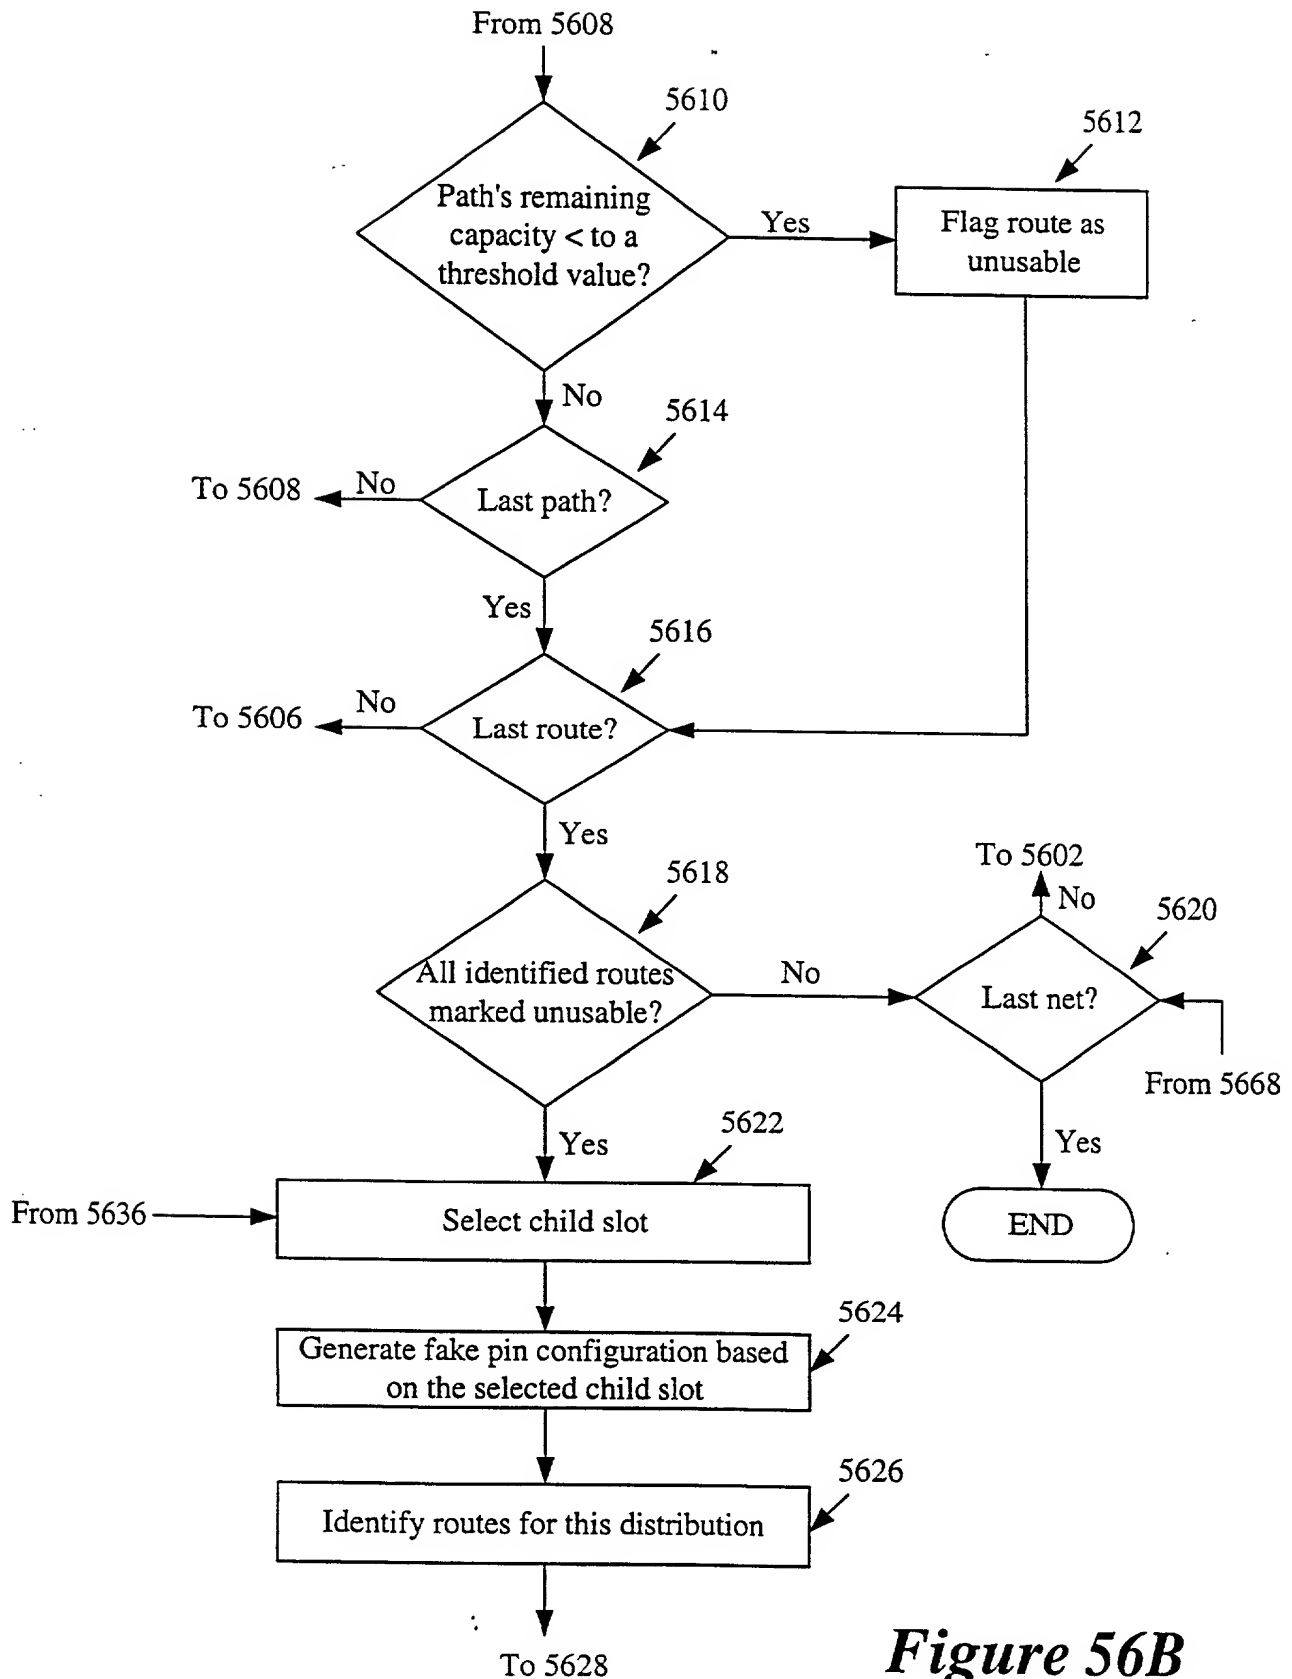 From 5608
5610
5612
Path's remaining
capacity < to a
threshold value?
Yes
Flag route as
unusable
No
5614
To 5608
No
Last path?
Yes
5616
To 5606
No
Last route?
Yes
To 5602
No
5618
5620
All identified routes
marked unusable?
No
Last net?
From 5668
Yes
5622
Yes
From 5636
Select child slot
END
5624
Generate fake pin configuration based
on the selected child slot
5626
Identify routes for this distribution
To 5628
Figure 56B